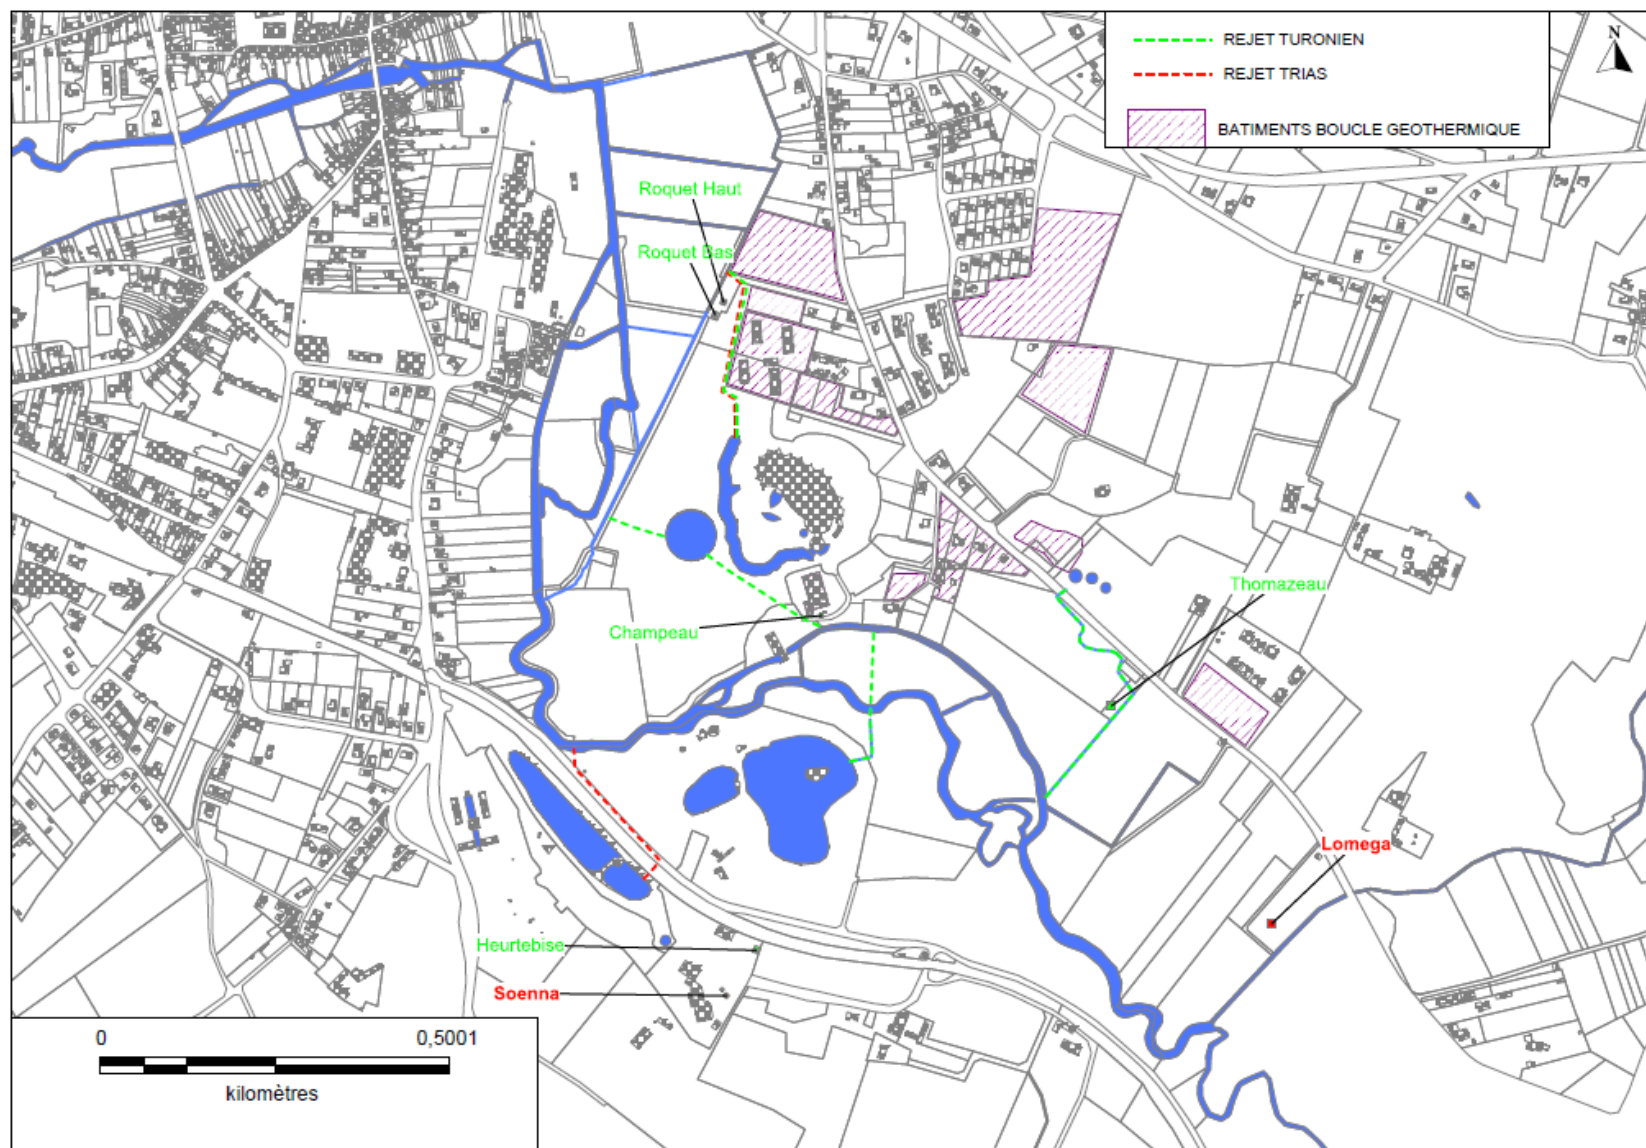 REJET TURONIEN
REJET TRIAS
BATIMENTS BOUCLE GEOTHERMIQUE
N
Roquet Haut
Roquet Bas
Thomazeau
Champeau
Lomega
Heurtebise
Soenna
0 0,5001
kilomètres